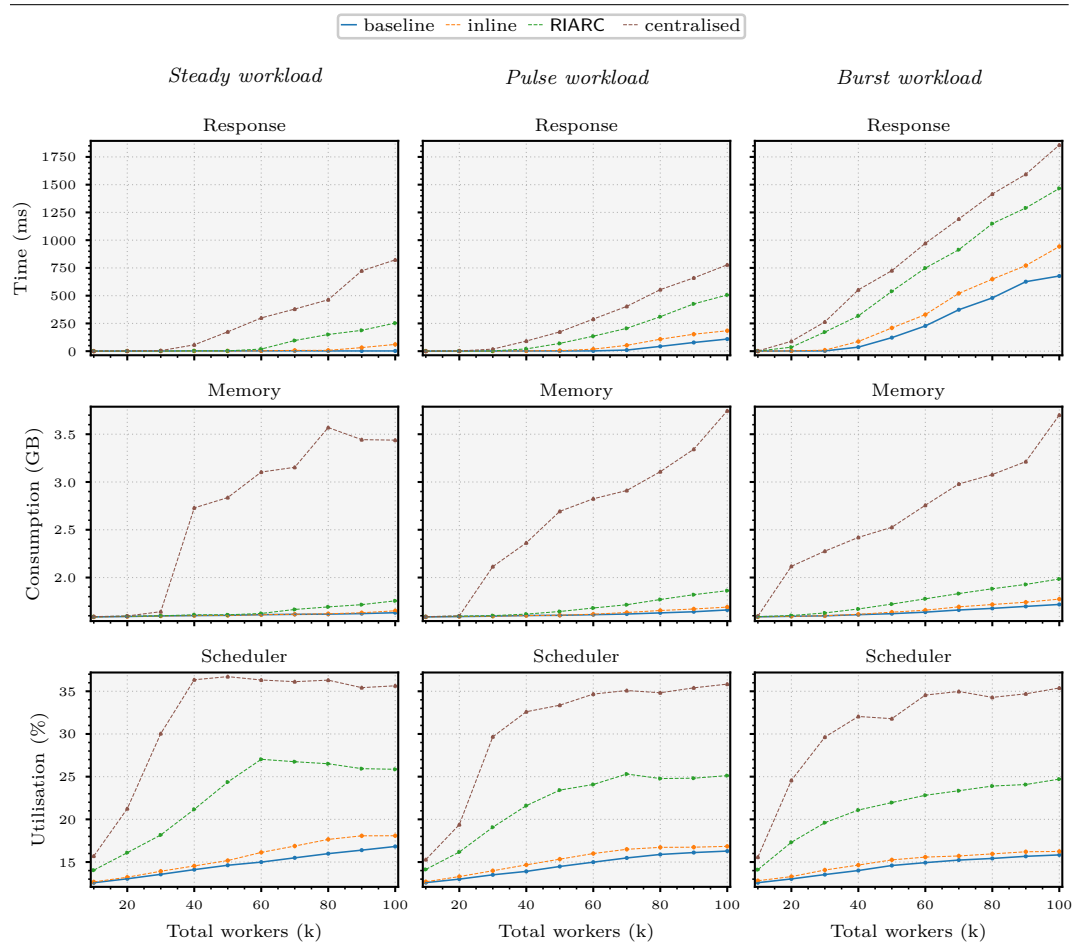 baseline inline RIARC centralised
Steady workload Pulse workload Burst workload
Response Response Response
1750
1500
1250
1000
750
500
250
0
Time (ms)
Memory Memory Memory
3.5
3.0
2.5
2.0
Consumption (GB)
Scheduler Scheduler Scheduler
35
30
25
20
15
Utilisation (%)
20 40 60 80 100 20 40 60 80 100 20 40 60 80 100
Total workers (k) Total workers (k) Total workers (k)